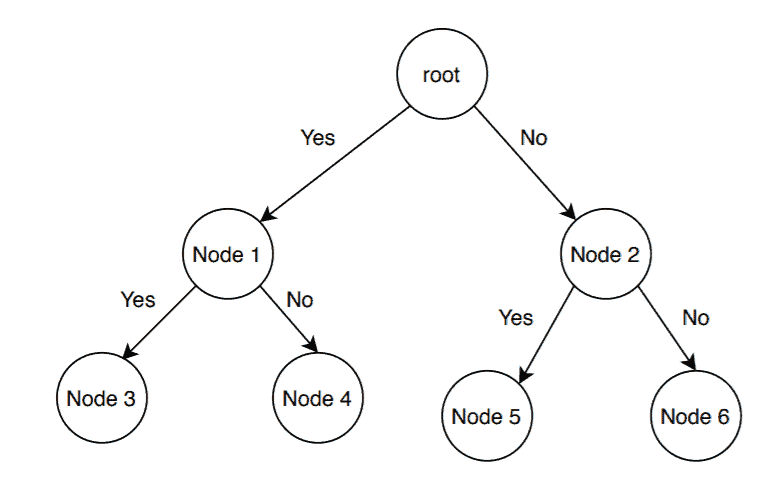 root
Yes
No
Node 1
Node 2
Yes
No
Yes
No
Node 3
Node 4
Node 5
Node 6